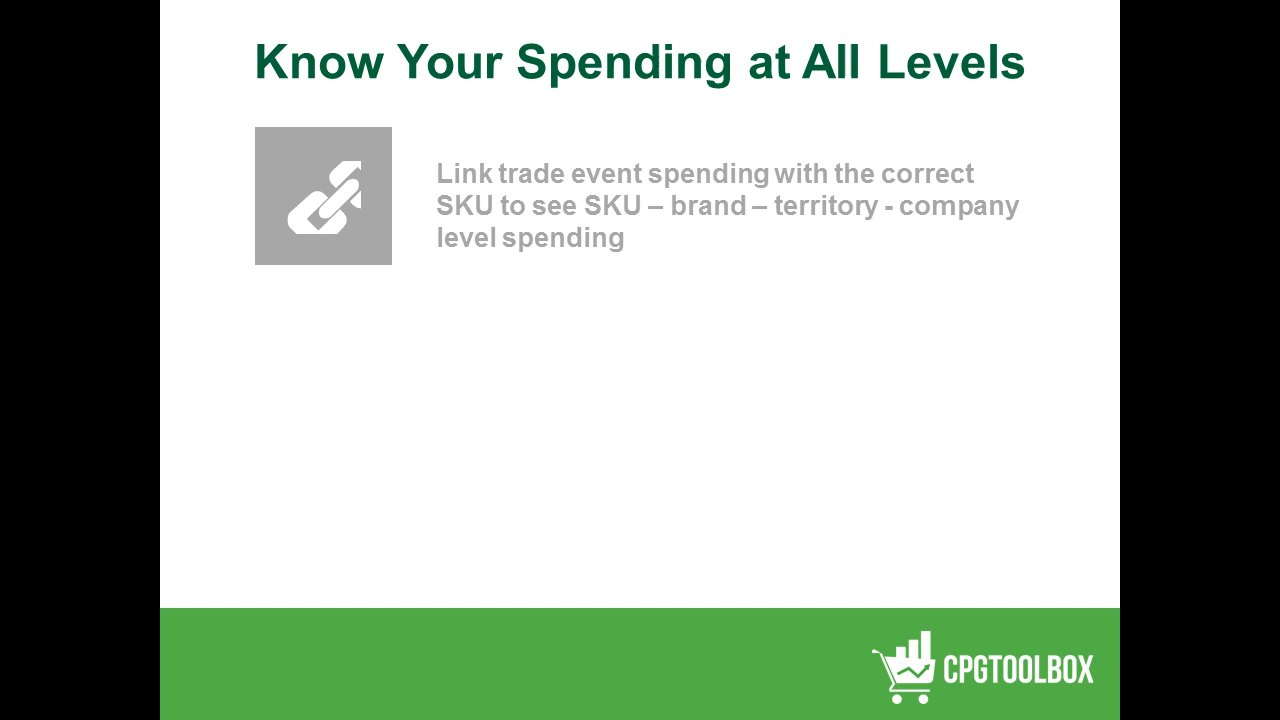 Know Your Spending at All Levels
Link trade event spending with the correct
SKU to see SKU – brand – territory - company
level spending
CPGTOOLBOX